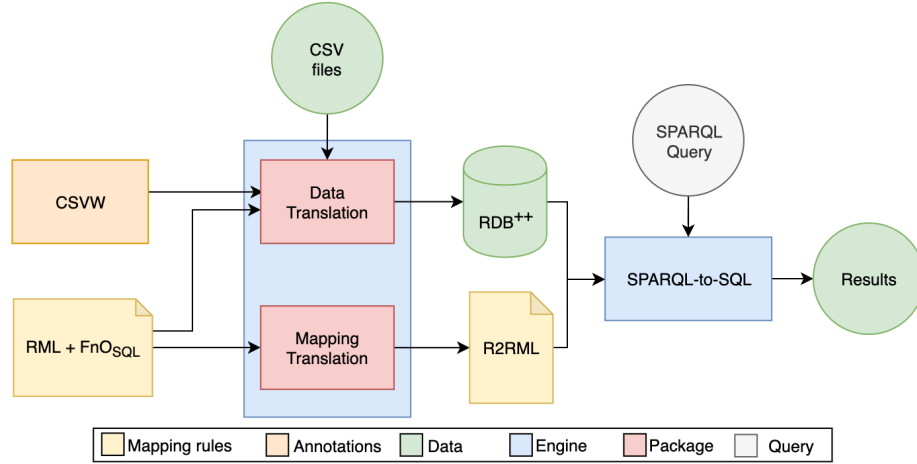 CSV
files
SPARQL
Query
CSVW
Data
Translation
RDB++
SPARQL-to-SQL
Results
RML + FnOSQL
Mapping
Translation
R2RML
Mapping rules
Annotations
Data
Engine
Package
Query